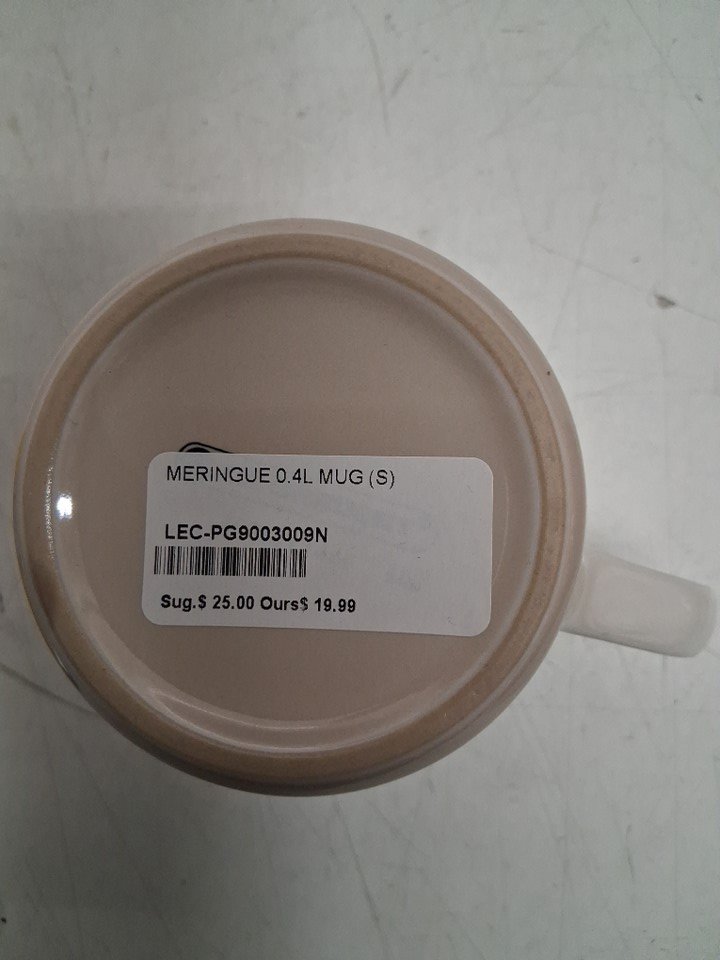 MERINGUE 0.4L MUG (S)
LEC-PG9003009N
Sug.$ 25.00 Ours$ 19.99